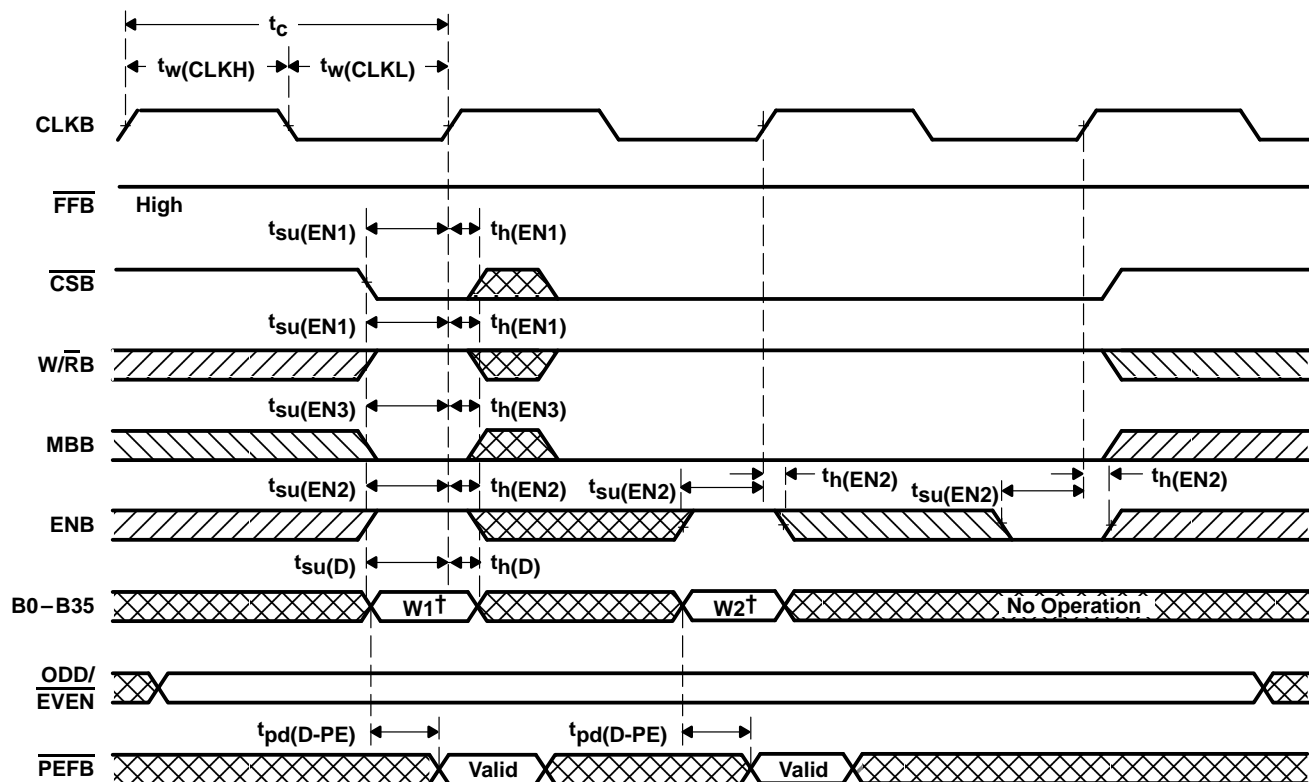 tc
tw(CLKH) tw(CLKL)
CLKB
FFB High
tsu(EN1) th(EN1)
CSB
tsu(EN1) th(EN1)
W/RB
tsu(EN3) th(EN3)
MBB
tsu(EN2) th(EN2) tsu(EN2) th(EN2) tsu(EN2) th(EN2)
ENB
tsu(D) th(D)
B0–B35 W1† W2† No Operation
ODD/
EVEN
tpd(D-PE) tpd(D-PE)
PEFB Valid Valid